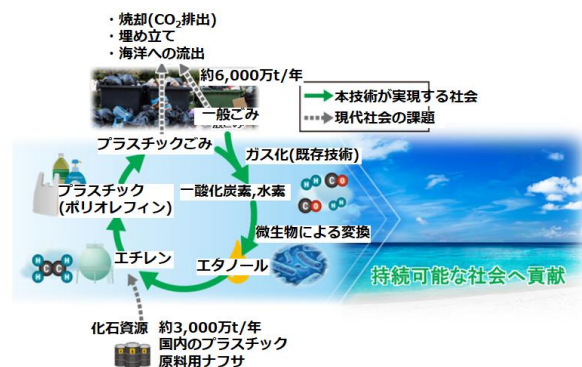 ・焼却(CO₂排出)
・埋め立て
・海洋への流出
約6,000万t/年
一般ごみ
本技術が実現する社会
現代社会の課題
プラスチックごみ
ガス化(既存技術)
一酸化炭素,水素
H H C O
C O H H
プラスチック
(ポリオレフィン)
微生物による変換
エチレン
エタノール
H H
C C
H H
持続可能な社会へ貢献
化石資源 約3,000万t/年
国内のプラスチック
原料用ナフサ